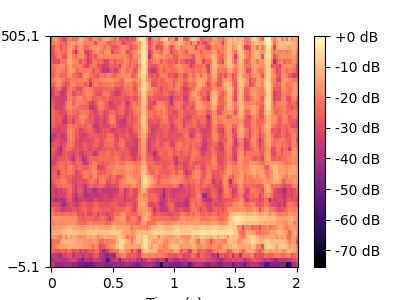 Mel Spectrogram
505.1
-5.1
0
0.5
1
1.5
2
+0 dB
-10 dB
-20 dB
-30 dB
-40 dB
-50 dB
-60 dB
-70 dB